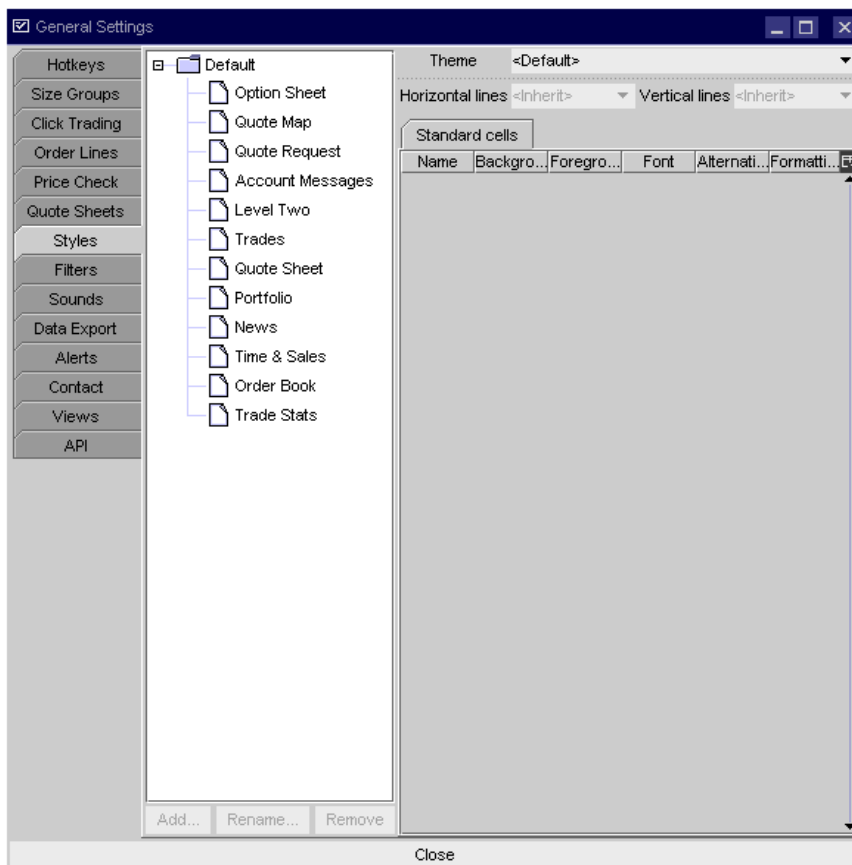 General Settings
Hotkeys
Size Groups
Click Trading
Order Lines
Price Check
Quote Sheets
Styles
Filters
Sounds
Data Export
Alerts
Contact
Views
API
Default
Option Sheet
Quote Map
Quote Request
Account Messages
Level Two
Trades
Quote Sheet
Portfolio
News
Time & Sales
Order Book
Trade Stats
Add... Rename... Remove
Theme <Default>
Horizontal lines <Inherit> Vertical lines <Inherit>
Standard cells
Name Backgro... Foregro... Font Alternati... Formatti...
Close